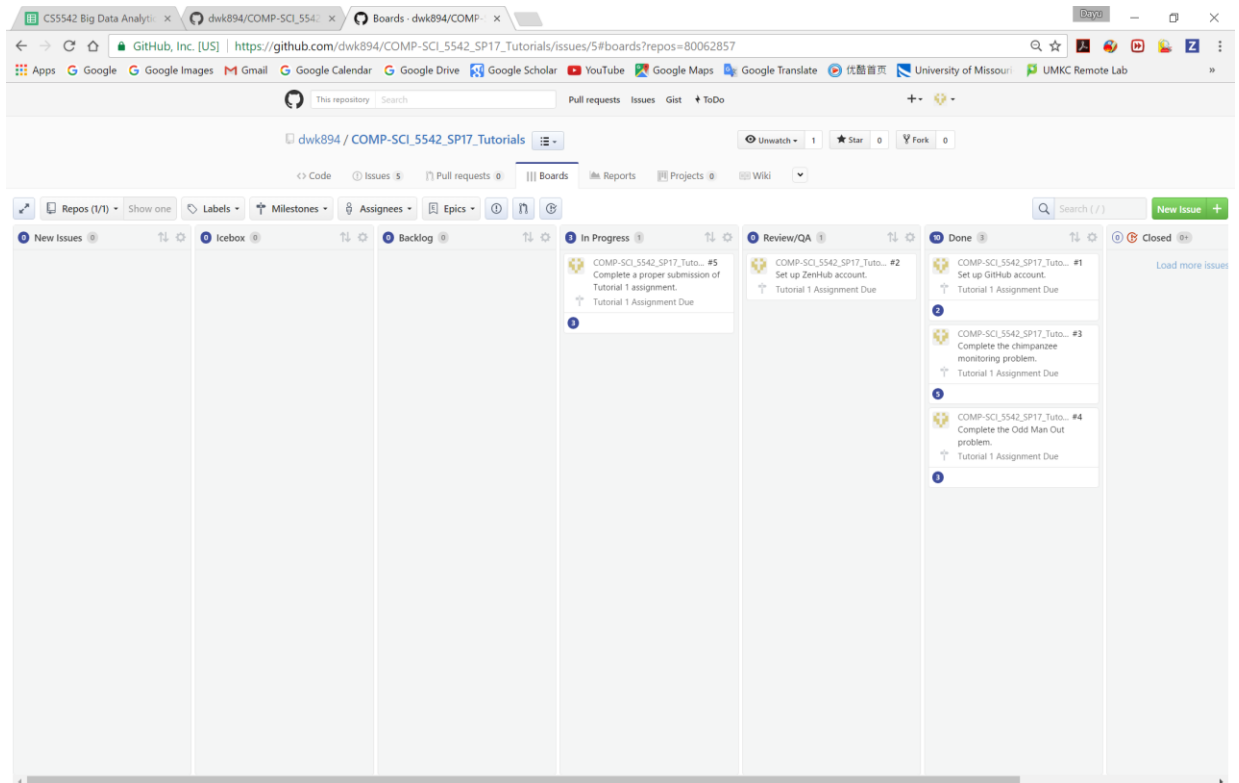 CS5542 Big Data Analytic
dwk894/COMP-SCI_5542
Boards · dwk894/COMP-
Dayu
GitHub, Inc. [US] | https://github.com/dwk894/COMP-SCI_5542_SP17_Tutorials/issues/5#boards?repos=80062857
Apps Google Google Images Gmail Google Calendar Google Drive Google Scholar YouTube Google Maps Google Translate 优酷首页 University of Missouri UMKC Remote Lab »
This repository Search Pull requests Issues Gist ToDo
dwk894 / COMP-SCI_5542_SP17_Tutorials
Unwatch 1 Star 0 Fork 0
Code Issues 5 Pull requests 0 Boards Reports Projects 0 Wiki
Repos (1/1) Show one Labels Milestones Assignees Epics Search ( / ) New Issue +
0 New Issues 0
0 Icebox 0
0 Backlog 0
3 In Progress 1
COMP-SCI_5542_SP17_Tuto... #5
Complete a proper submission of
Tutorial 1 assignment.
Tutorial 1 Assignment Due
3
0 Review/QA 1
COMP-SCI_5542_SP17_Tuto... #2
Set up ZenHub account.
Tutorial 1 Assignment Due
10 Done 3
COMP-SCI_5542_SP17_Tuto... #1
Set up GitHub account.
Tutorial 1 Assignment Due
2
COMP-SCI_5542_SP17_Tuto... #3
Complete the chimpanzee
monitoring problem.
Tutorial 1 Assignment Due
5
COMP-SCI_5542_SP17_Tuto... #4
Complete the Odd Man Out
problem.
Tutorial 1 Assignment Due
3
0 Closed 0+
Load more issues